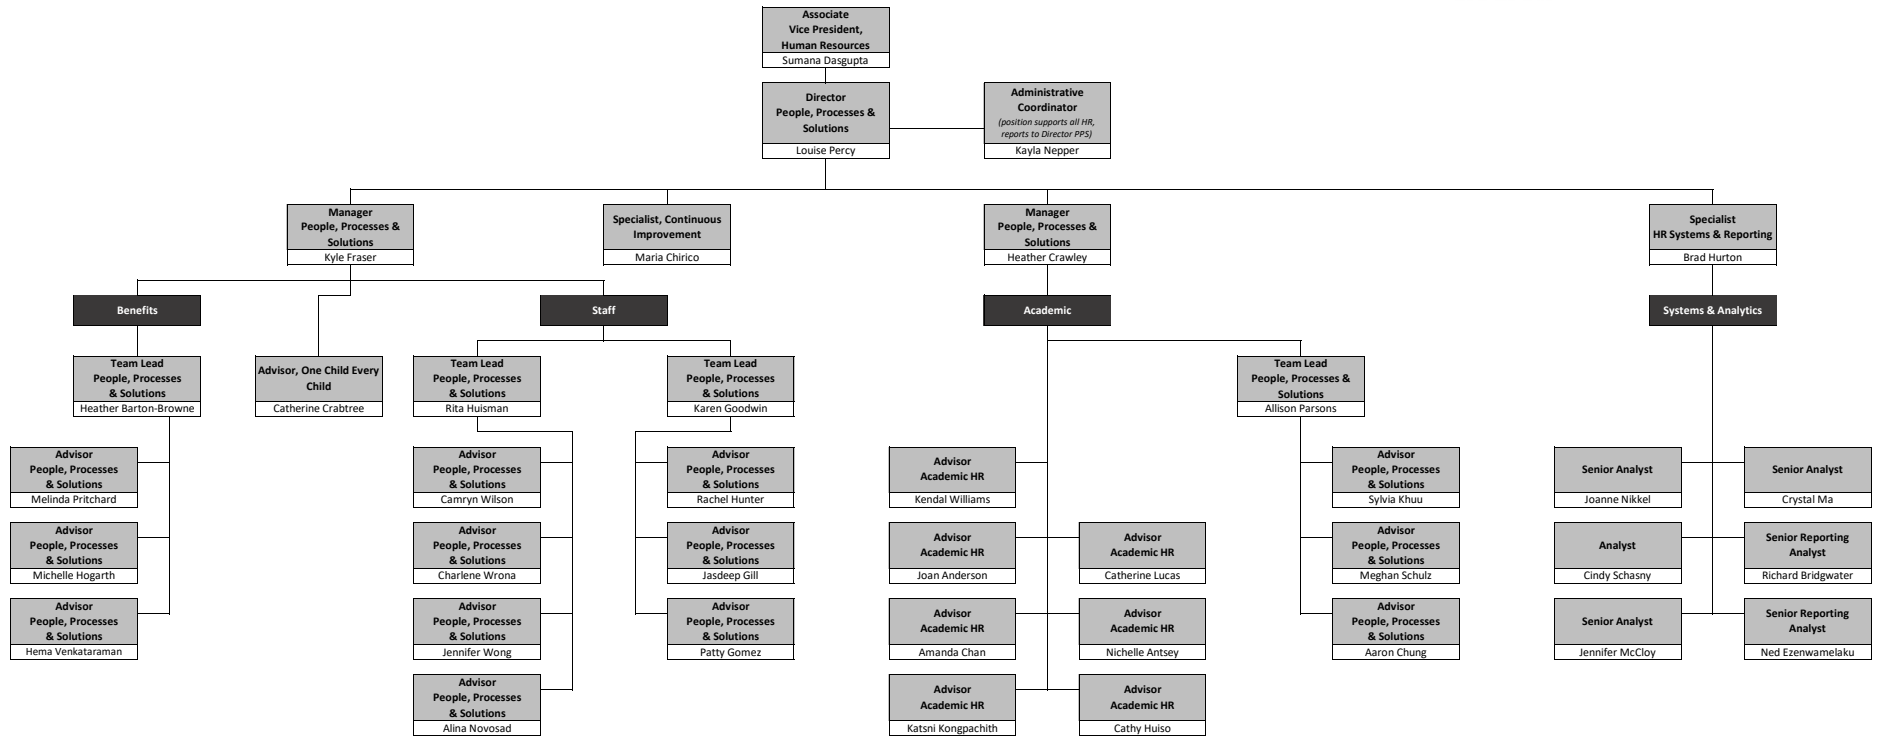 Associate
Vice President,
Human Resources
Sumana Dasgupta
Director
People, Processes &
Solutions
Louise Percy
Administrative
Coordinator
(position supports all HR,
reports to Director PPS)
Kayla Nepper
Manager
People, Processes &
Solutions
Kyle Fraser
Specialist, Continuous
Improvement
Maria Chirico
Manager
People, Processes &
Solutions
Heather Crawley
Specialist
HR Systems & Reporting
Brad Hurton
Benefits
Staff
Academic
Systems & Analytics
Team Lead
People, Processes
& Solutions
Heather Barton-Browne
Advisor, One Child Every
Child
Catherine Crabtree
Team Lead
People, Processes
& Solutions
Rita Huisman
Team Lead
People, Processes
& Solutions
Karen Goodwin
Team Lead
People, Processes &
Solutions
Allison Parsons
Advisor
People, Processes
& Solutions
Melinda Pritchard
Advisor
People, Processes
& Solutions
Camryn Wilson
Advisor
People, Processes
& Solutions
Rachel Hunter
Advisor
Academic HR
Kendal Williams
Advisor
People, Processes
& Solutions
Sylvia Khuu
Senior Analyst
Joanne Nikkel
Senior Analyst
Crystal Ma
Advisor
People, Processes
& Solutions
Michelle Hogarth
Advisor
People, Processes
& Solutions
Charlene Wrona
Advisor
People, Processes
& Solutions
Jasdeep Gill
Advisor
Academic HR
Joan Anderson
Advisor
Academic HR
Catherine Lucas
Advisor
People, Processes
& Solutions
Meghan Schulz
Analyst
Cindy Schasny
Senior Reporting
Analyst
Richard Bridgwater
Advisor
People, Processes
& Solutions
Hema Venkataraman
Advisor
People, Processes
& Solutions
Jennifer Wong
Advisor
People, Processes
& Solutions
Patty Gomez
Advisor
Academic HR
Amanda Chan
Advisor
Academic HR
Nichelle Antsey
Advisor
People, Processes
& Solutions
Aaron Chung
Senior Analyst
Jennifer McCloy
Senior Reporting
Analyst
Ned Ezenwamelaku
Advisor
People, Processes
& Solutions
Alina Novosad
Advisor
Academic HR
Katsni Kongpachith
Advisor
Academic HR
Cathy Huiso